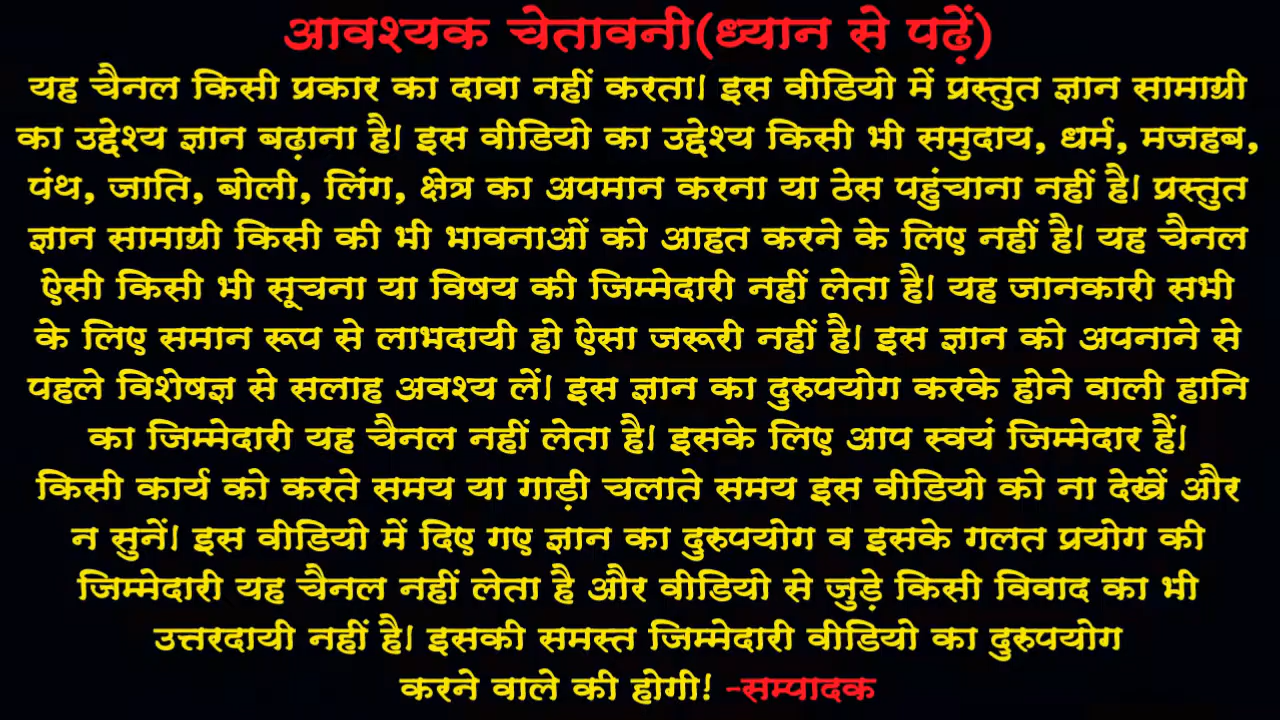 आवश्यक चेतावनी(ध्यान से पढ़ें)
यह चैनल किसी प्रकार का दावा नहीं करता। इस वीडियो में प्रस्तुत ज्ञान सामाग्री
का उद्देश्य ज्ञान बढ़ाना है। इस वीडियो का उद्देश्य किसी भी समुदाय, धर्म, मजहब,
पंथ, जाति, बोली, लिंग, क्षेत्र का अपमान करना या ठेस पहुंचाना नहीं है। प्रस्तुत
ज्ञान सामाग्री किसी की भी भावनाओं को आहत करने के लिए नहीं है। यह चैनल
ऐसी किसी भी सूचना या विषय की जिम्मेदारी नहीं लेता है। यह जानकारी सभी
के लिए समान रूप से लाभदायी हो ऐसा जरूरी नहीं है। इस ज्ञान को अपनाने से
पहले विशेषज्ञ से सलाह अवश्य लें। इस ज्ञान का दुरुपयोग करके होने वाली हानि
का जिम्मेदारी यह चैनल नहीं लेता है। इसके लिए आप स्वयं जिम्मेदार हैं।
किसी कार्य को करते समय या गाड़ी चलाते समय इस वीडियो को ना देखें और
न सुनें। इस वीडियो में दिए गए ज्ञान का दुरुपयोग व इसके गलत प्रयोग की
जिम्मेदारी यह चैनल नहीं लेता है और वीडियो से जुड़े किसी विवाद का भी
उत्तरदायी नहीं है। इसकी समस्त जिम्मेदारी वीडियो का दुरुपयोग
करने वाले की होगी! -सम्पादक